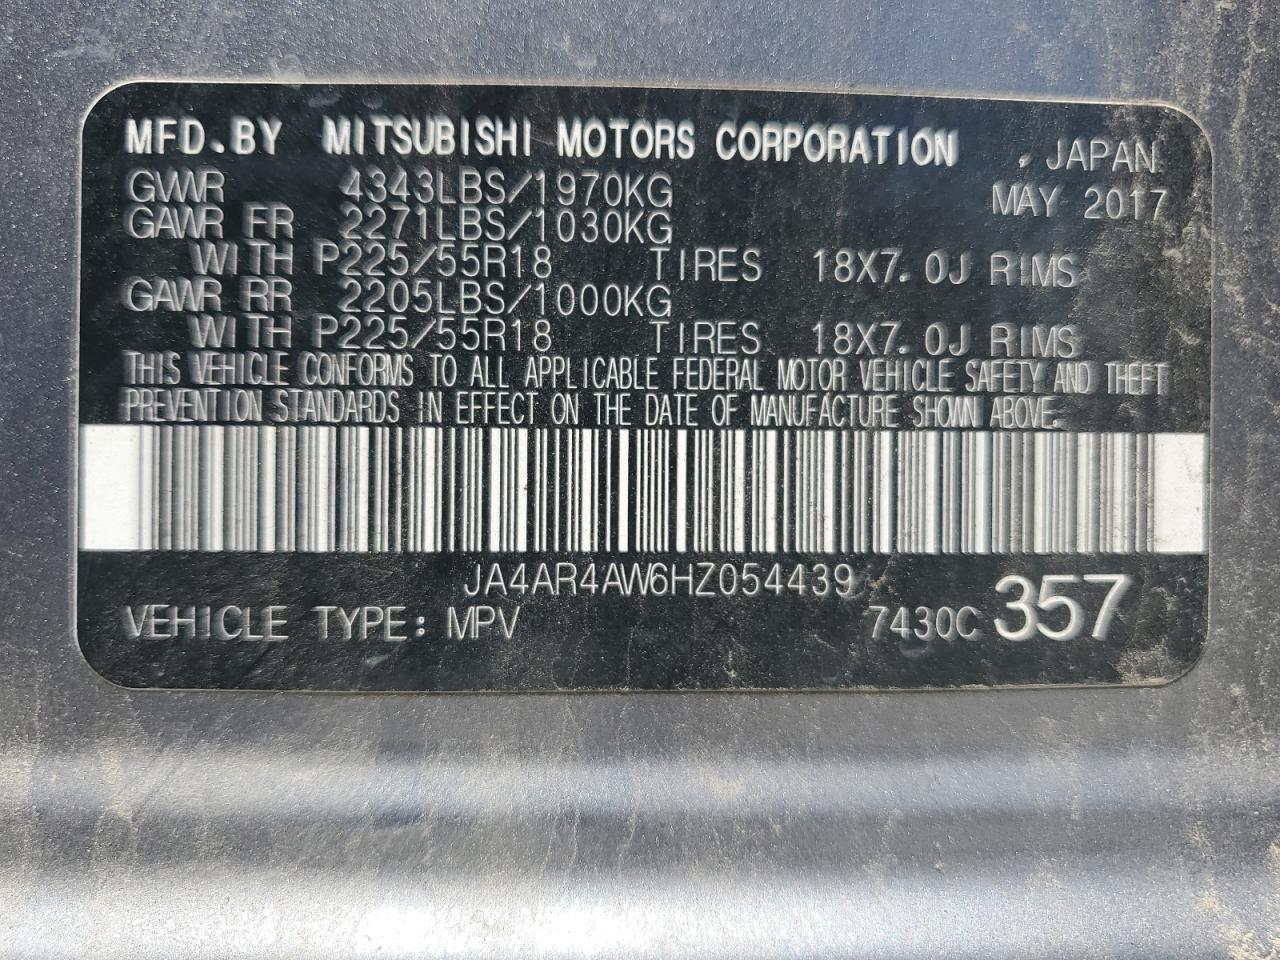 MFD.BY MITSUBISHI MOTORS CORPORATION , JAPAN
GVWR 4343LBS/1970KG MAY 2017
GAWR FR 2271LBS/1030KG
WITH P225/55R18 TIRES 18X7.0J RIMS
GAWR RR 2205LBS/1000KG
WITH P225/55R18 TIRES 18X7.0J RIMS
THIS VEHICLE CONFORMS TO ALL APPLICABLE FEDERAL MOTOR VEHICLE SAFETY AND THEFT
PREVENTION STANDARDS IN EFFECT ON THE DATE OF MANUFACTURE SHOWN ABOVE.
JA4AR4AW6HZ054439
VEHICLE TYPE: MPV 7430C 357